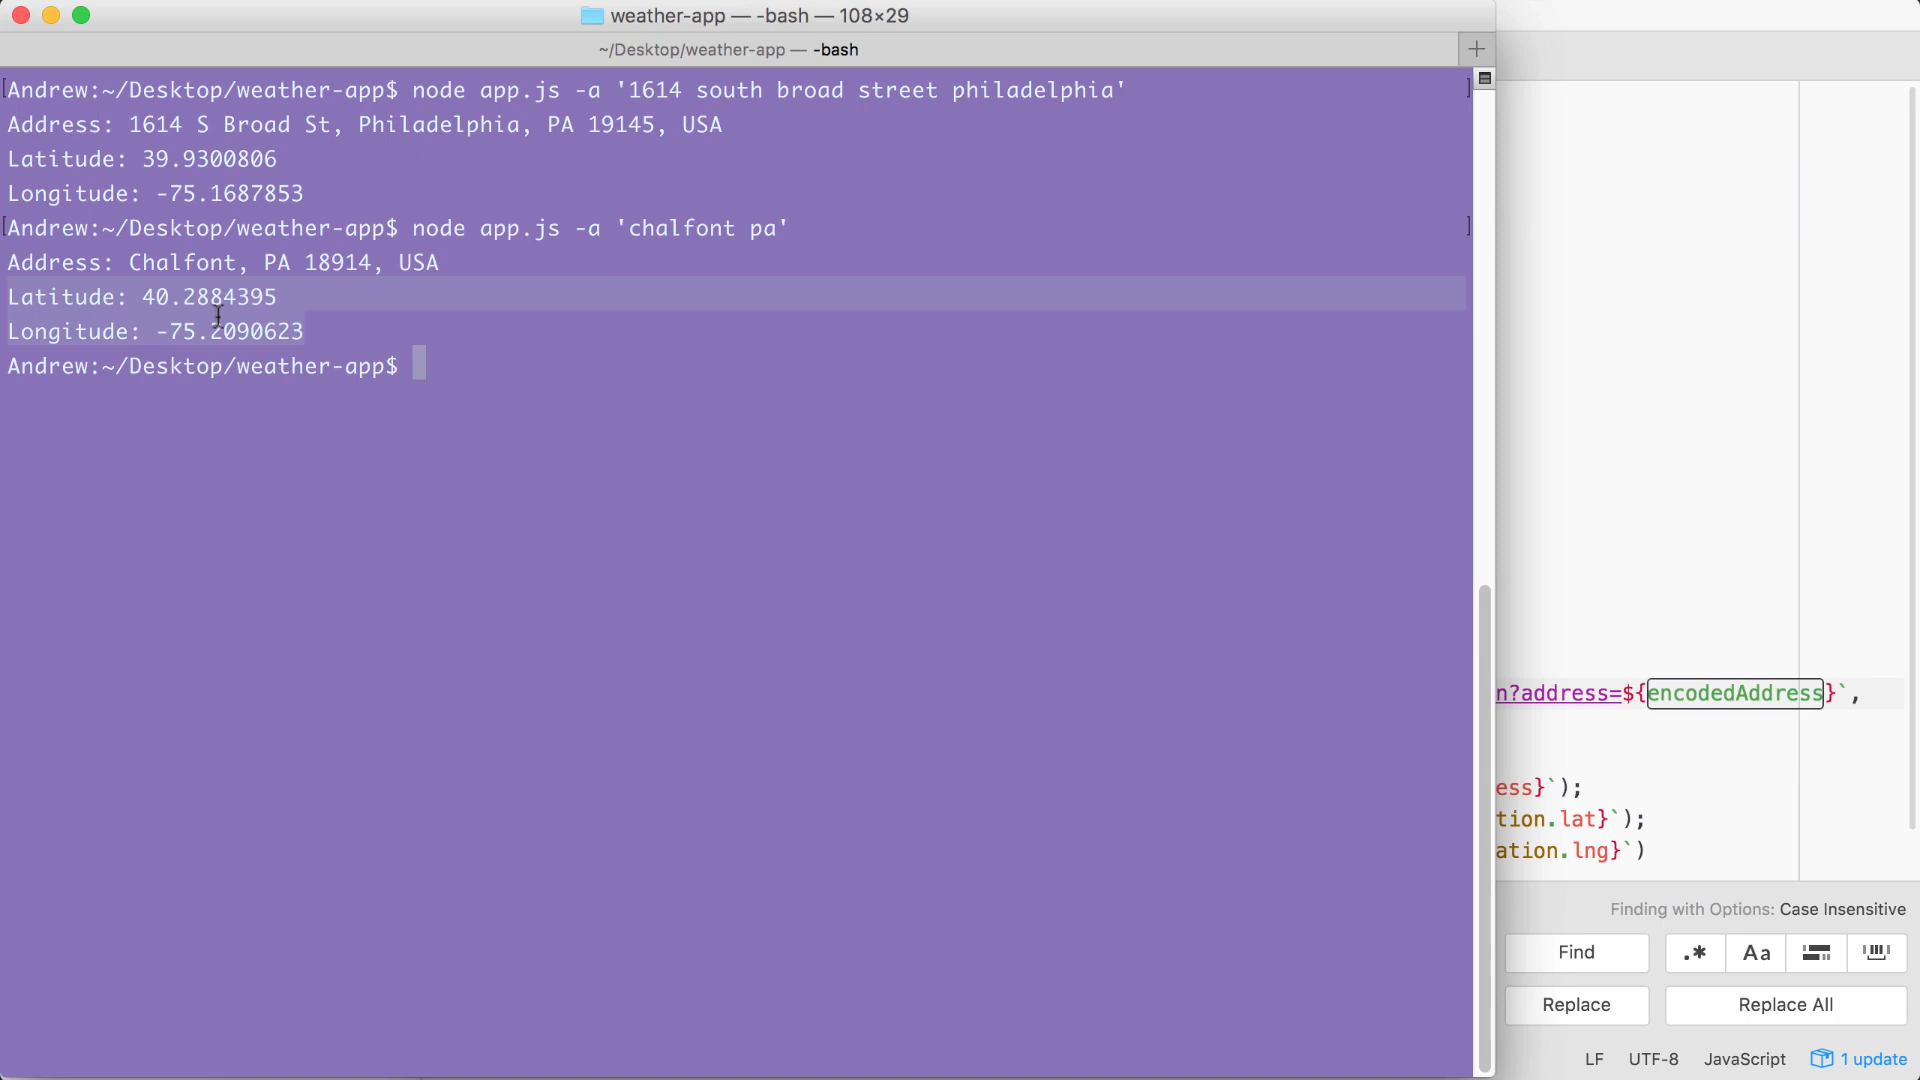 weather-app — -bash — 108×29
~/Desktop/weather-app — -bash
Andrew:~/Desktop/weather-app$ node app.js -a '1614 south broad street philadelphia'
Address: 1614 S Broad St, Philadelphia, PA 19145, USA
Latitude: 39.9300806
Longitude: -75.1687853
Andrew:~/Desktop/weather-app$ node app.js -a 'chalfont pa'
Address: Chalfont, PA 18914, USA
Latitude: 40.2884395
Longitude: -75.2090623
Andrew:~/Desktop/weather-app$
n?address=${encodedAddress}`,
ess}`);
tion.lat}`);
ation.lng}`)
Finding with Options: Case Insensitive
Find .* Aa
Replace Replace All
LF UTF-8 JavaScript 1 update